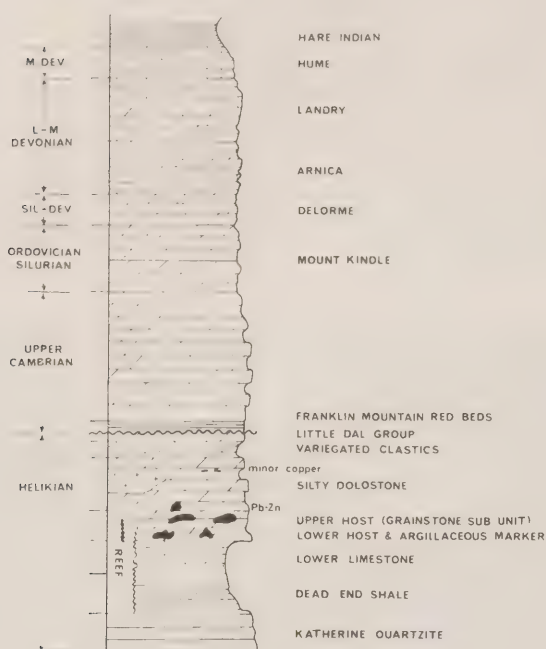 HARE INDIAN
M DEV
HUME
LANDRY
L-M
DEVONIAN
ARNICA
SIL-DEV
DELORME
ORDOVICIAN
SILURIAN
MOUNT KINDLE
UPPER
CAMBRIAN
FRANKLIN MOUNTAIN RED BEDS
LITTLE DAL GROUP
VARIEGATED CLASTICS
minor copper
HELIKIAN
SILTY DOLOSTONE
Pb-Zn
UPPER HOST (GRAINSTONE SUB UNIT)
LOWER HOST & ARGILLACEOUS MARKER
REEF
LOWER LIMESTONE
DEAD END SHALE
KATHERINE QUARTZITE